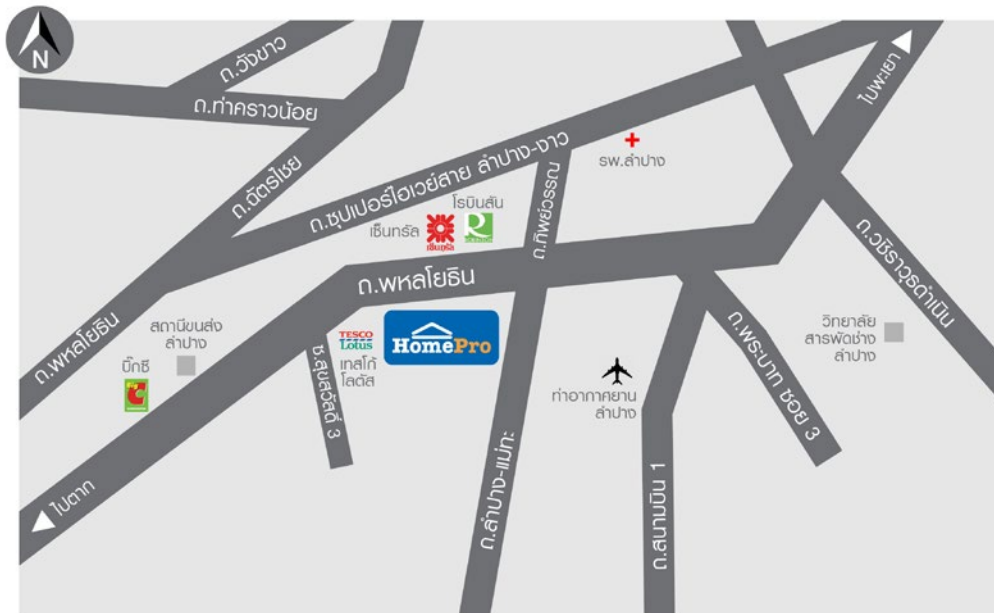 N
ถ.วังขาว
ถ.ท่าคราวน้อย
ไปพะเยา
ถ.ฉัตรไชย
ถ.ซุปเปอร์ไฮเวย์สาย ลำปาง-งาว
รพ.ลำปาง
โรบินสัน
เซ็นทรัล
ถ.ทิพย์วรรณ
ถ.วชิราวุธดำเนิน
ถ.พหลโยธิน
ถ.พหลโยธิน
สถานีขนส่ง
ลำปาง
บิ๊กซี
TESCO
Lotus
เทสโก้
โลตัส
HomePro
ซ.สุขสวัสดิ์ 3
ท่าอากาศยาน
ลำปาง
ถ.พระบาท ซอย 3
วิทยาลัย
สารพัดช่าง
ลำปาง
ไปตาก
ถ.ลำปาง-แม่ทะ
ถ.สนามบิน 1